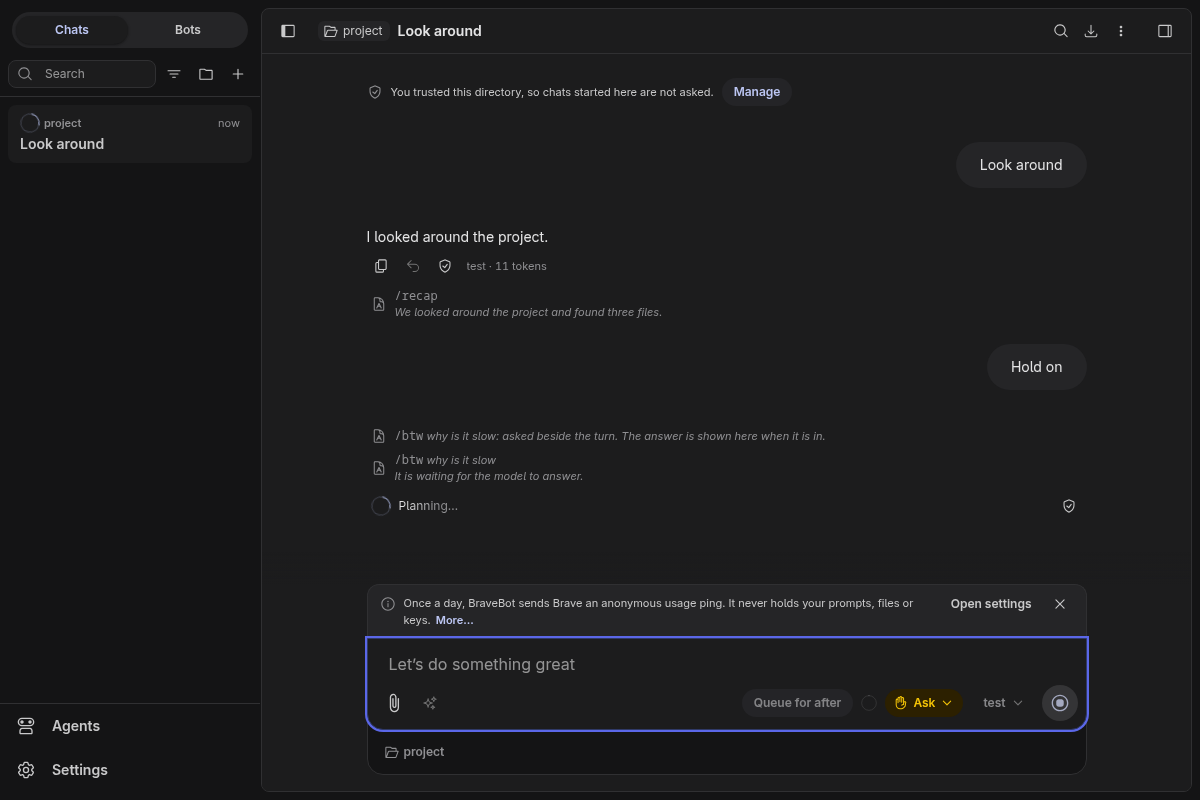 Chats
Bots
Search
project
now
Look around
Agents
Settings
project
Look around
You trusted this directory, so chats started here are not asked.
Manage
Look around
I looked around the project.
test · 11 tokens
/recap
We looked around the project and found three files.
Hold on
/btw why is it slow: asked beside the turn. The answer is shown here when it is in.
/btw why is it slow
It is waiting for the model to answer.
Planning...
Once a day, BraveBot sends Brave an anonymous usage ping. It never holds your prompts, files or
keys. More...
Open settings
Let's do something great
Queue for after
Ask
test
project